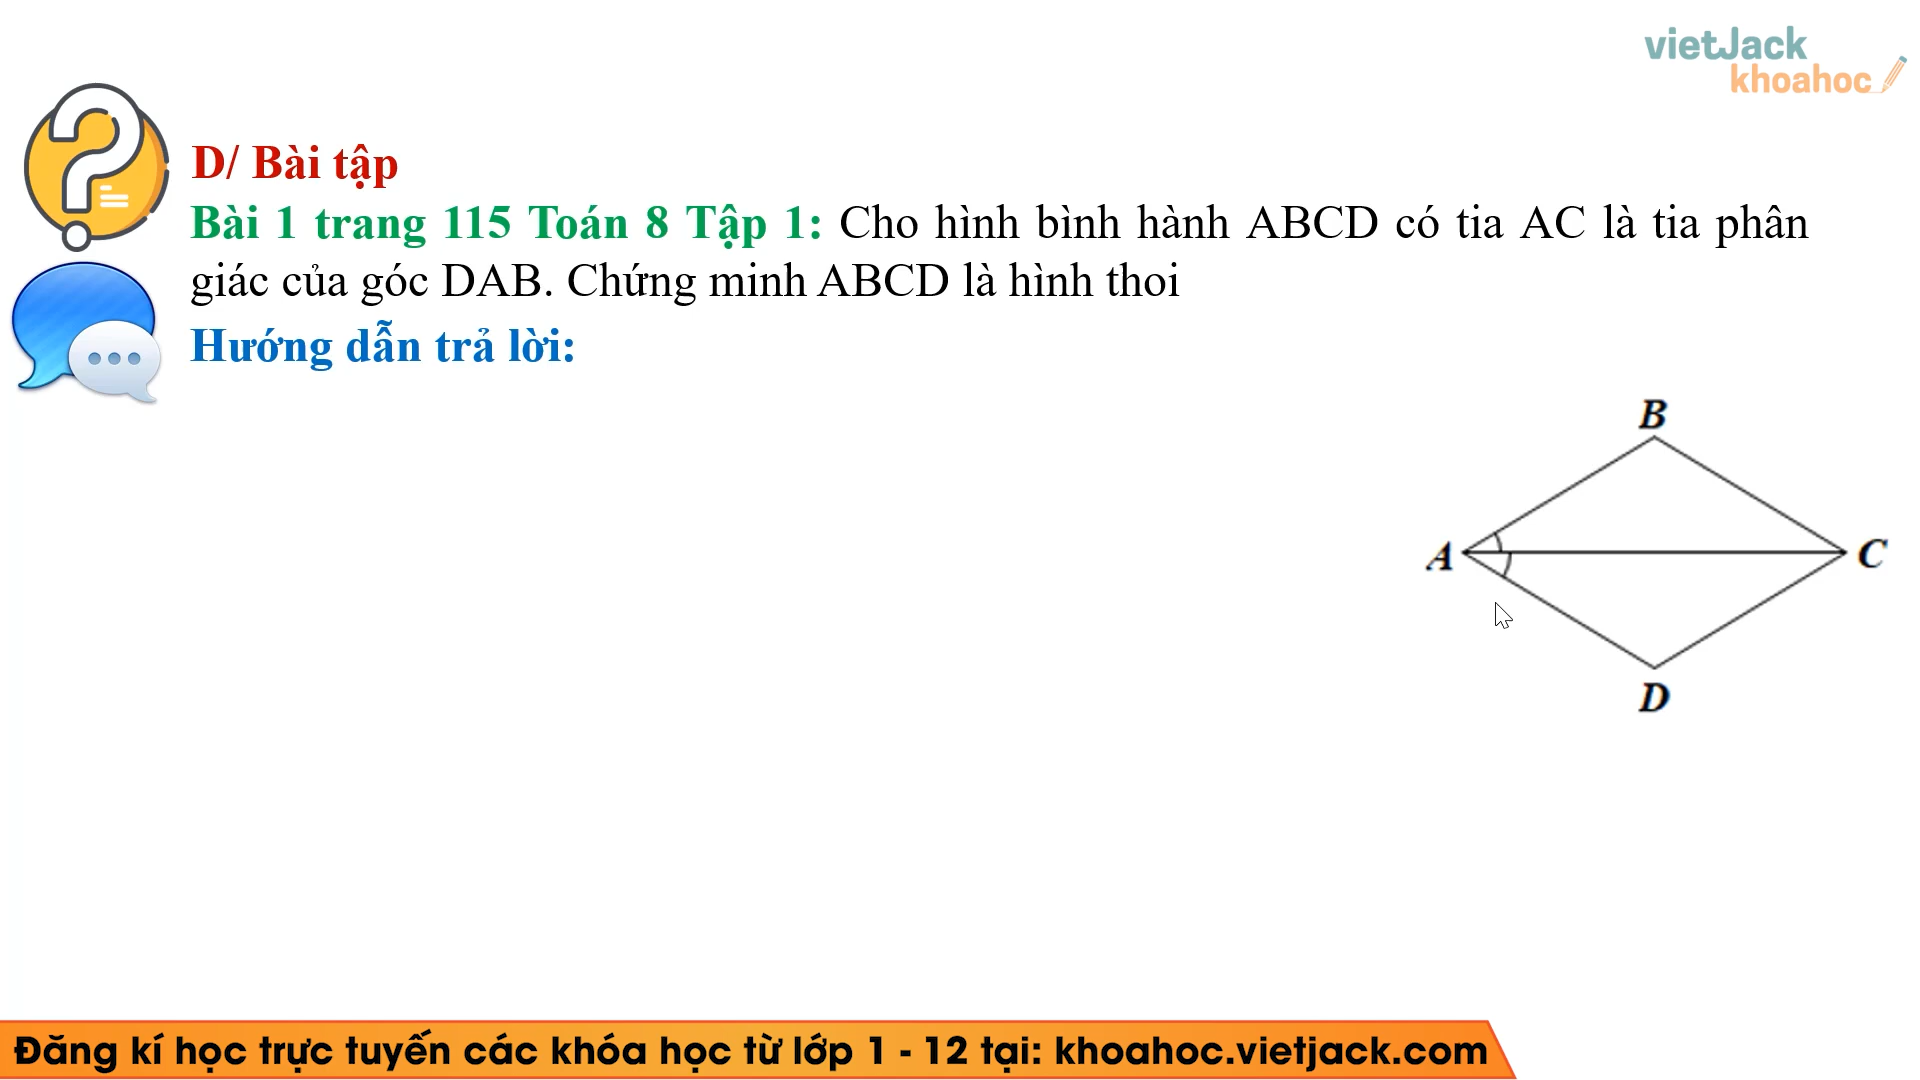 vietJack
khoahoc
D/ Bài tập
Bài 1 trang 115 Toán 8 Tập 1: Cho hình bình hành ABCD có tia AC là tia phân
giác của góc DAB. Chứng minh ABCD là hình thoi
Hướng dẫn trả lời:
B
A
C
D
Đăng kí học trực tuyến các khóa học từ lớp 1 - 12 tại: khoahoc.vietjack.com